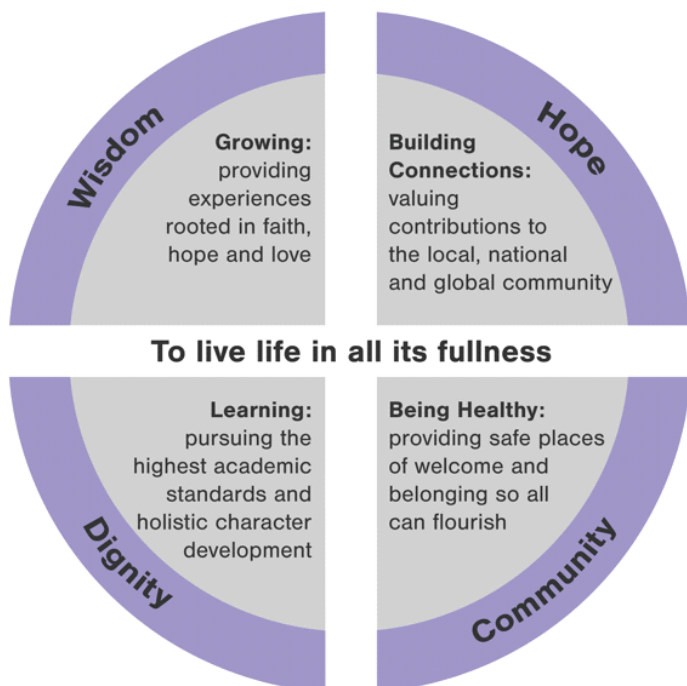 Wisdom
Growing:
providing
experiences
rooted in faith,
hope and love
Hope
Building
Connections:
valuing
contributions to
the local, national
and global community
To live life in all its fullness
Learning:
pursuing the
highest academic
standards and
holistic character
development
Dignity
Being Healthy:
providing safe places
of welcome and
belonging so all
can flourish
Community